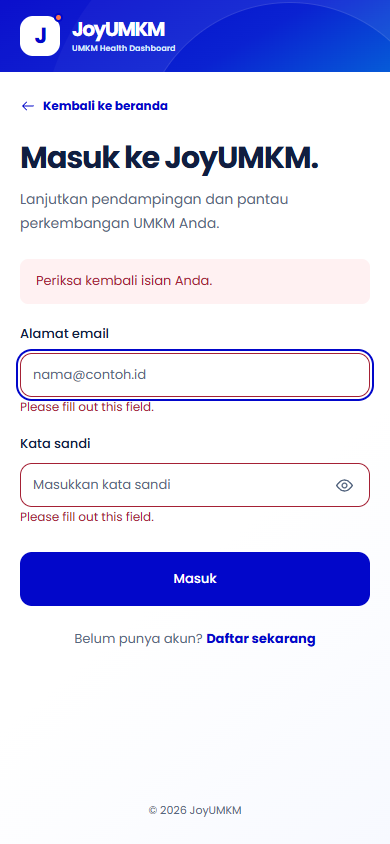 J
JoyUMKM
UMKM Health Dashboard
← Kembali ke beranda
Masuk ke JoyUMKM.
Lanjutkan pendampingan dan pantau
perkembangan UMKM Anda.
Periksa kembali isian Anda.
Alamat email
nama@contoh.id
Please fill out this field.
Kata sandi
Masukkan kata sandi
Please fill out this field.
Masuk
Belum punya akun? Daftar sekarang
© 2026 JoyUMKM